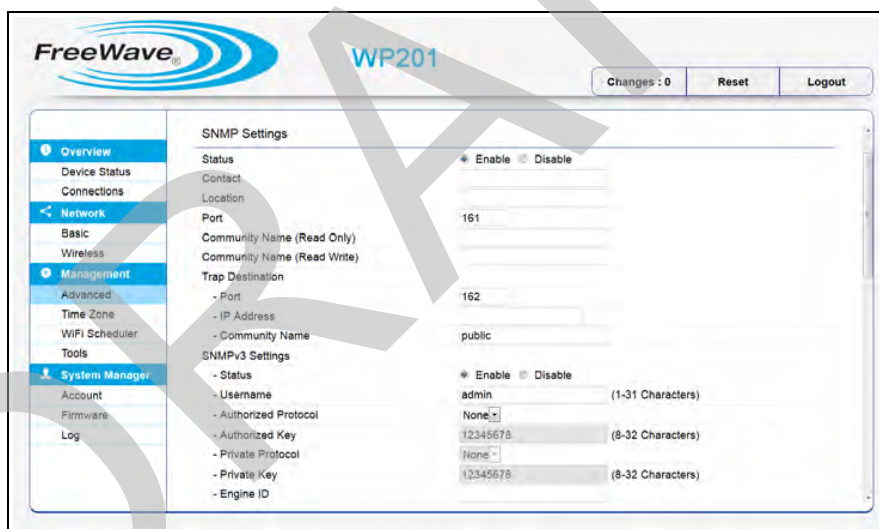 FreeWave®
WP201
Changes : 0 Reset Logout
Overview
Device Status
Connections
Network
Basic
Wireless
Management
Advanced
Time Zone
WiFi Scheduler
Tools
System Manager
Account
Firmware
Log
SNMP Settings
Status Enable Disable
Contact
Location
Port 161
Community Name (Read Only)
Community Name (Read Write)
Trap Destination
- Port 162
- IP Address
- Community Name public
SNMPv3 Settings
- Status Enable Disable
- Username admin (1-31 Characters)
- Authorized Protocol None
- Authorized Key 12345678 (8-32 Characters)
- Private Protocol None
- Private Key 12345678 (8-32 Characters)
- Engine ID